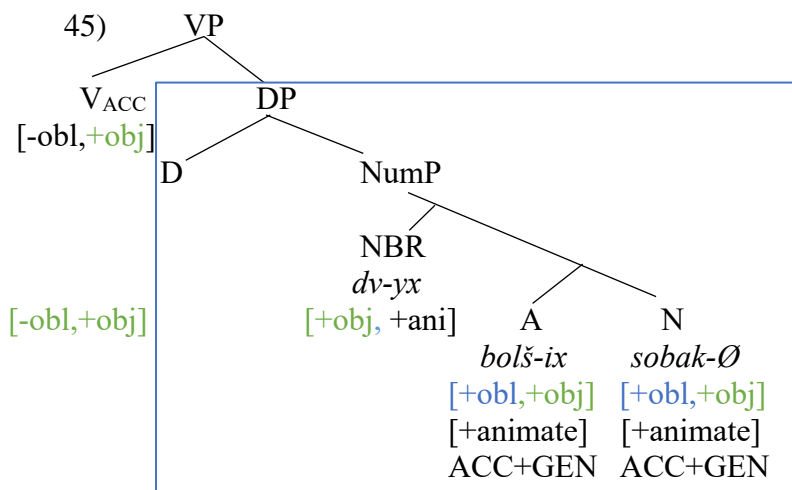 45) VP
V_ACC DP
[-obl,+obj]
D NumP
NBR
dv-yx
[-obl,+obj] [+obj, +ani] A N
bolš-ix sobak-Ø
[+obl,+obj] [+obl,+obj]
[+animate] [+animate]
ACC+GEN ACC+GEN